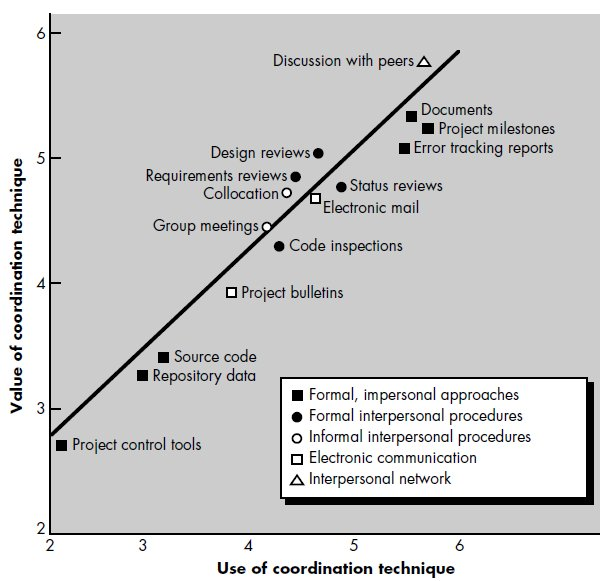 6
Discussion with peers
Documents
Project milestones
Error tracking reports
5
Design reviews
Requirements reviews
Status reviews
Collocation
Electronic mail
Group meetings
Code inspections
4
Project bulletins
Source code
Repository data
3
Project control tools
2
Value of coordination technique
Formal, impersonal approaches
Formal interpersonal procedures
Informal interpersonal procedures
Electronic communication
Interpersonal network
2 3 4 5 6
Use of coordination technique